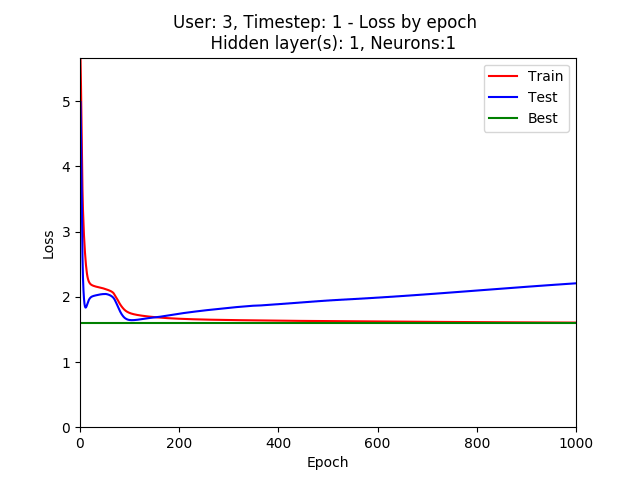 User: 3, Timestep: 1 - Loss by epoch
Hidden layer(s): 1, Neurons:1
Train
Test
Best
5
4
3
2
1
0
Loss
0 200 400 600 800 1000
Epoch